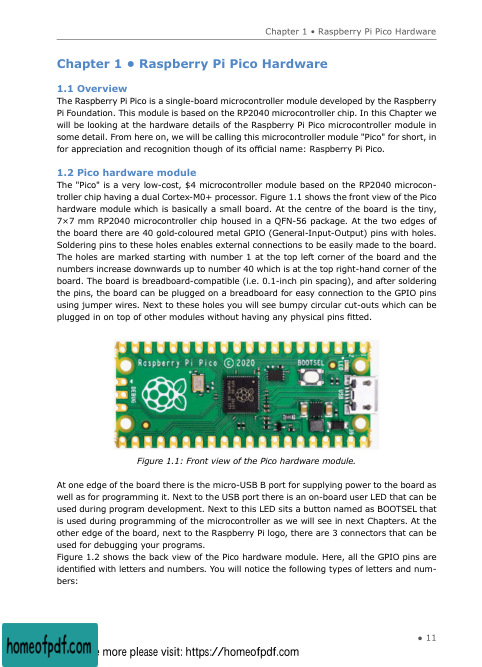 Chapter 1 • Raspberry Pi Pico Hardware
Chapter 1 • Raspberry Pi Pico Hardware
1.1 Overview
The Raspberry Pi Pico is a single-board microcontroller module developed by the Raspberry
Pi Foundation. This module is based on the RP2040 microcontroller chip. In this Chapter we
will be looking at the hardware details of the Raspberry Pi Pico microcontroller module in
some detail. From here on, we will be calling this microcontroller module "Pico" for short, in
for appreciation and recognition though of its official name: Raspberry Pi Pico.
1.2 Pico hardware module
The "Pico" is a very low-cost, $4 microcontroller module based on the RP2040 microcon-
troller chip having a dual Cortex-M0+ processor. Figure 1.1 shows the front view of the Pico
hardware module which is basically a small board. At the centre of the board is the tiny,
7×7 mm RP2040 microcontroller chip housed in a QFN-56 package. At the two edges of
the board there are 40 gold-coloured metal GPIO (General-Input-Output) pins with holes.
Soldering pins to these holes enables external connections to be easily made to the board.
The holes are marked starting with number 1 at the top left corner of the board and the
numbers increase downwards up to number 40 which is at the top right-hand corner of the
board. The board is breadboard-compatible (i.e. 0.1-inch pin spacing), and after soldering
the pins, the board can be plugged on a breadboard for easy connection to the GPIO pins
using jumper wires. Next to these holes you will see bumpy circular cut-outs which can be
plugged in on top of other modules without having any physical pins fitted.
Raspberry Pi Pico © 2020 BOOTSEL
DEBUG
LED
USB
Figure 1.1: Front view of the Pico hardware module.
At one edge of the board there is the micro-USB B port for supplying power to the board as
well as for programming it. Next to the USB port there is an on-board user LED that can be
used during program development. Next to this LED sits a button named as BOOTSEL that
is used during programming of the microcontroller as we will see in next Chapters. At the
other edge of the board, next to the Raspberry Pi logo, there are 3 connectors that can be
used for debugging your programs.
Figure 1.2 shows the back view of the Pico hardware module. Here, all the GPIO pins are
identified with letters and numbers. You will notice the following types of letters and num-
bers:
● 11
homeofpdf.com
e more please visit: https://homeofpdf.com